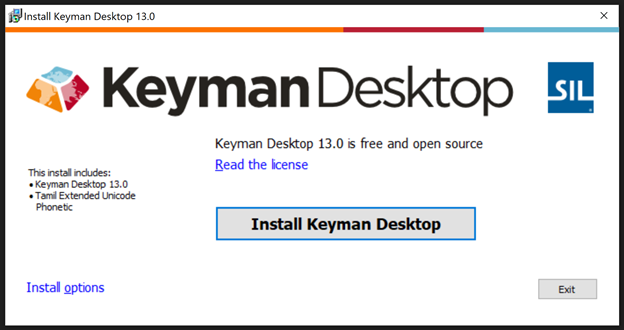 Install Keyman Desktop 13.0
Keyman Desktop
SIL
Keyman Desktop 13.0 is free and open source
Read the license
This install includes:
• Keyman Desktop 13.0
• Tamil Extended Unicode
Phonetic
Install Keyman Desktop
Install options
Exit